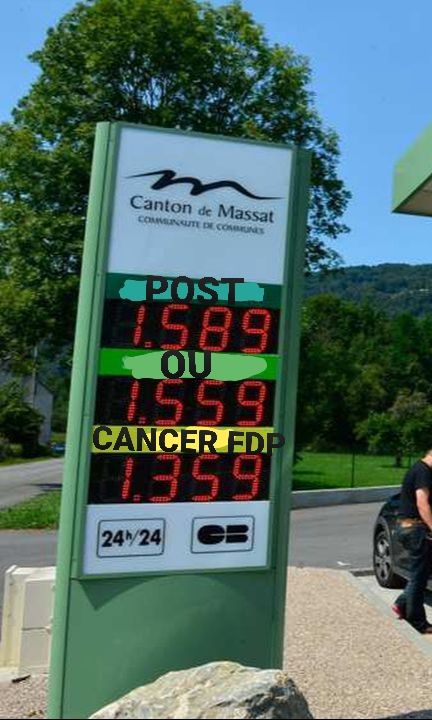 Canton de Massat
COMMUNAUTE DE COMMUNES
POST
1.589
OU
1.559
CANCER FDP
1.359
24h/24
CB